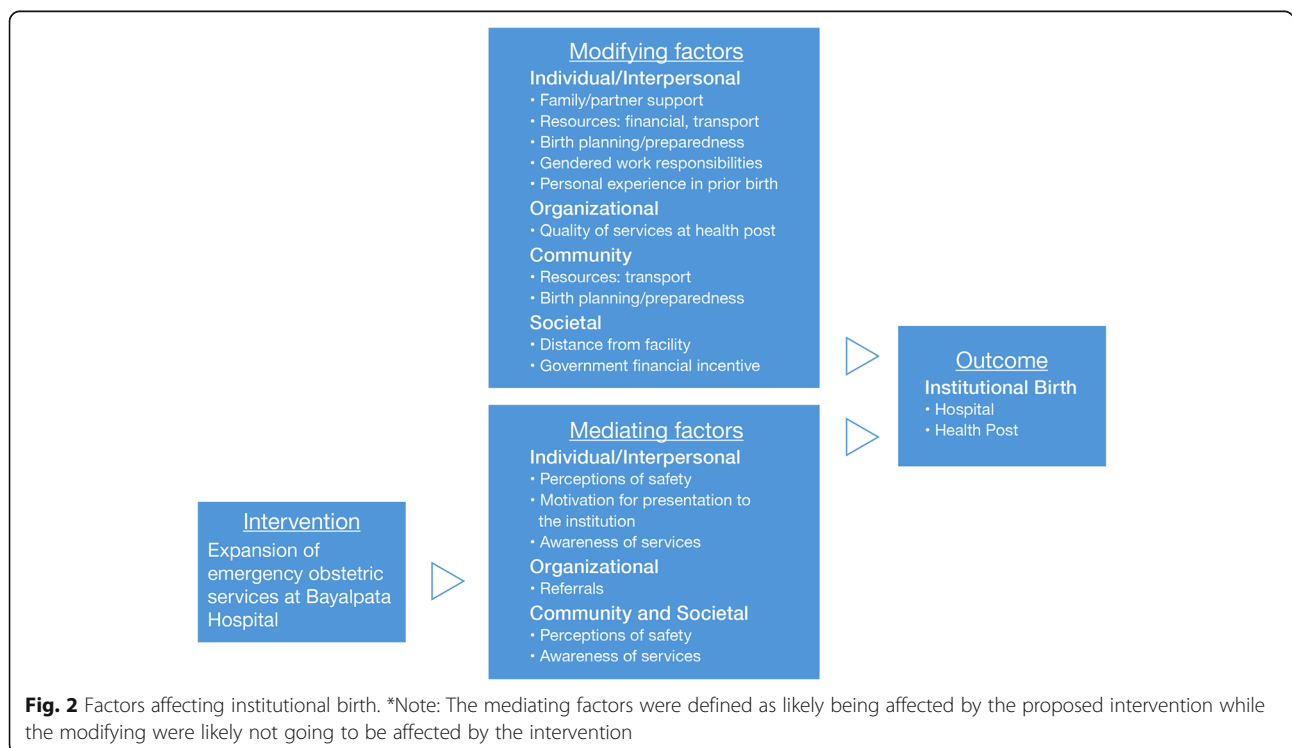 Modifying factors
Individual/Interpersonal
• Family/partner support
• Resources: financial, transport
• Birth planning/preparedness
• Gendered work responsibilities
• Personal experience in prior birth
Organizational
• Quality of services at health post
Community
• Resources: transport
• Birth planning/preparedness
Societal
• Distance from facility
• Government financial incentive
Mediating factors
Individual/Interpersonal
• Perceptions of safety
• Motivation for presentation to
the institution
• Awareness of services
Organizational
• Referrals
Community and Societal
• Perceptions of safety
• Awareness of services
Intervention
Expansion of
emergency obstetric
services at Bayalpata
Hospital
Outcome
Institutional Birth
• Hospital
• Health Post
Fig. 2 Factors affecting institutional birth. *Note: The mediating factors were defined as likely being affected by the proposed intervention while
the modifying were likely not going to be affected by the intervention